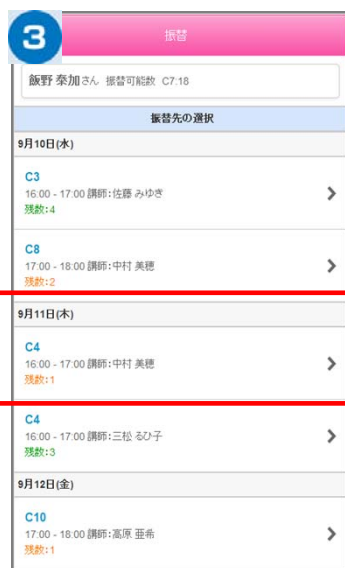 3
振替
飯野 奈加さん 振替可能数 C7:18
振替先の選択
9月10日(水)
C3
16:00 - 17:00 講師:佐藤 みゆき
残数:4
C8
17:00 - 18:00 講師:中村 美穂
残数:2
9月11日(木)
C4
16:00 - 17:00 講師:中村 美穂
残数:1
C4
16:00 - 17:00 講師:三松 るひ子
残数:3
9月12日(金)
C10
17:00 - 18:00 講師:高原 亜希
残数:1